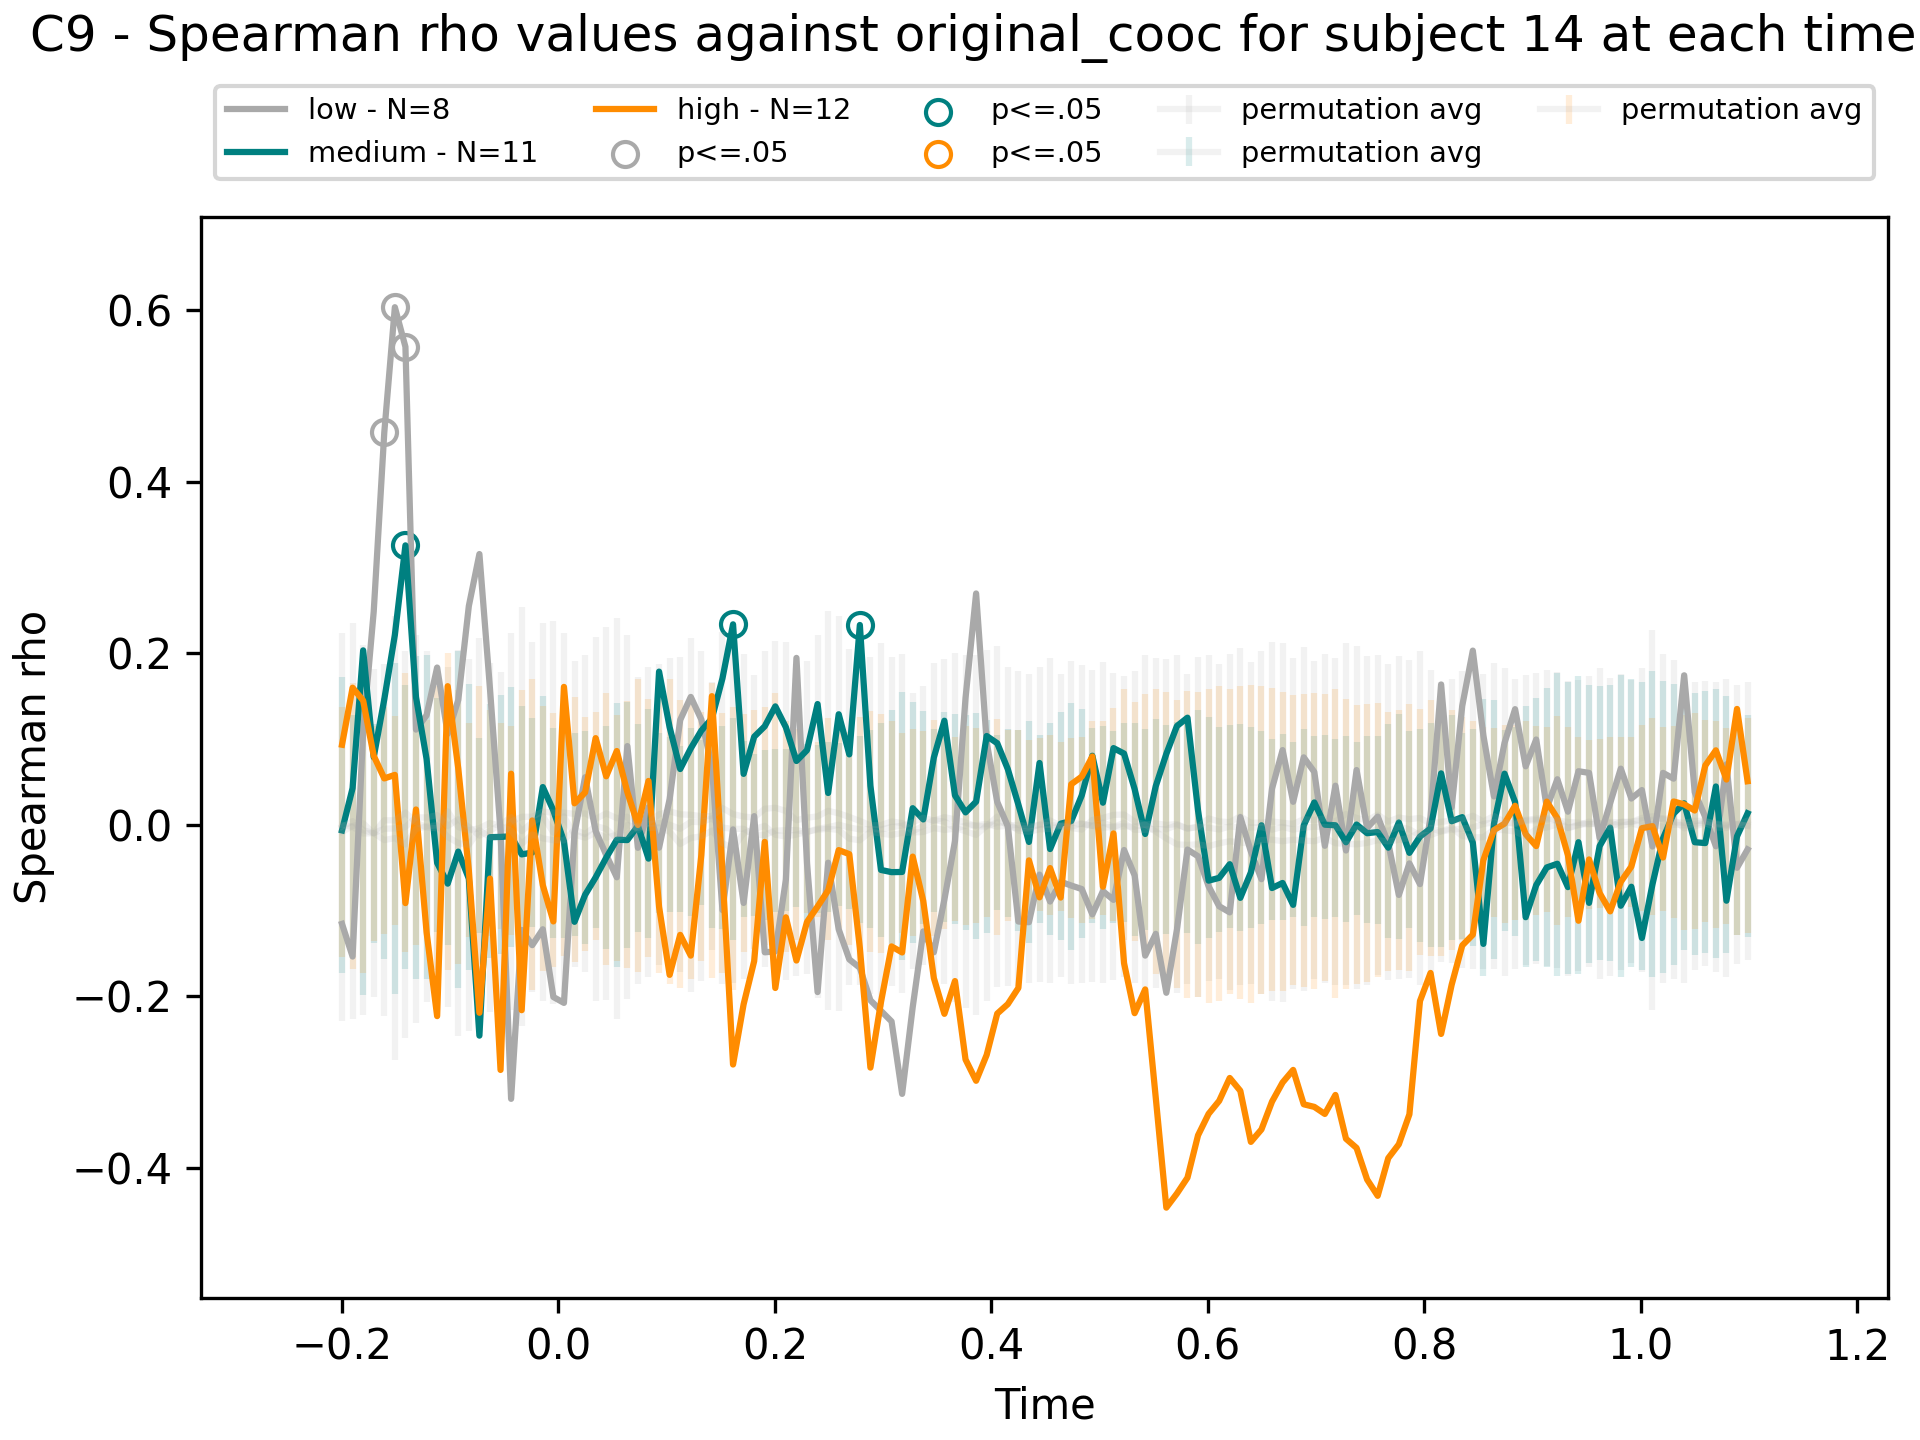 C9 - Spearman rho values against original_cooc for subject 14 at each time
low - N=8
medium - N=11
high - N=12
p<=.05
p<=.05
p<=.05
permutation avg
permutation avg
permutation avg
Spearman rho
0.6
0.4
0.2
0.0
−0.2
−0.4
−0.2
0.0
0.2
0.4
0.6
0.8
1.0
1.2
Time